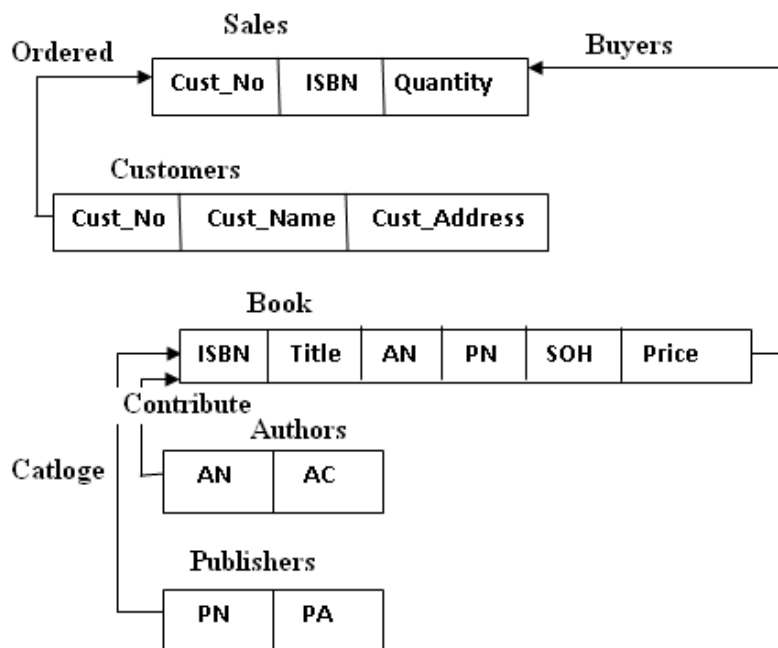 Sales
Ordered
Buyers
Cust_No ISBN Quantity
Customers
Cust_No Cust_Name Cust_Address
Book
ISBN Title AN PN SOH Price
Contribute
Authors
Catloge
AN AC
Publishers
PN PA